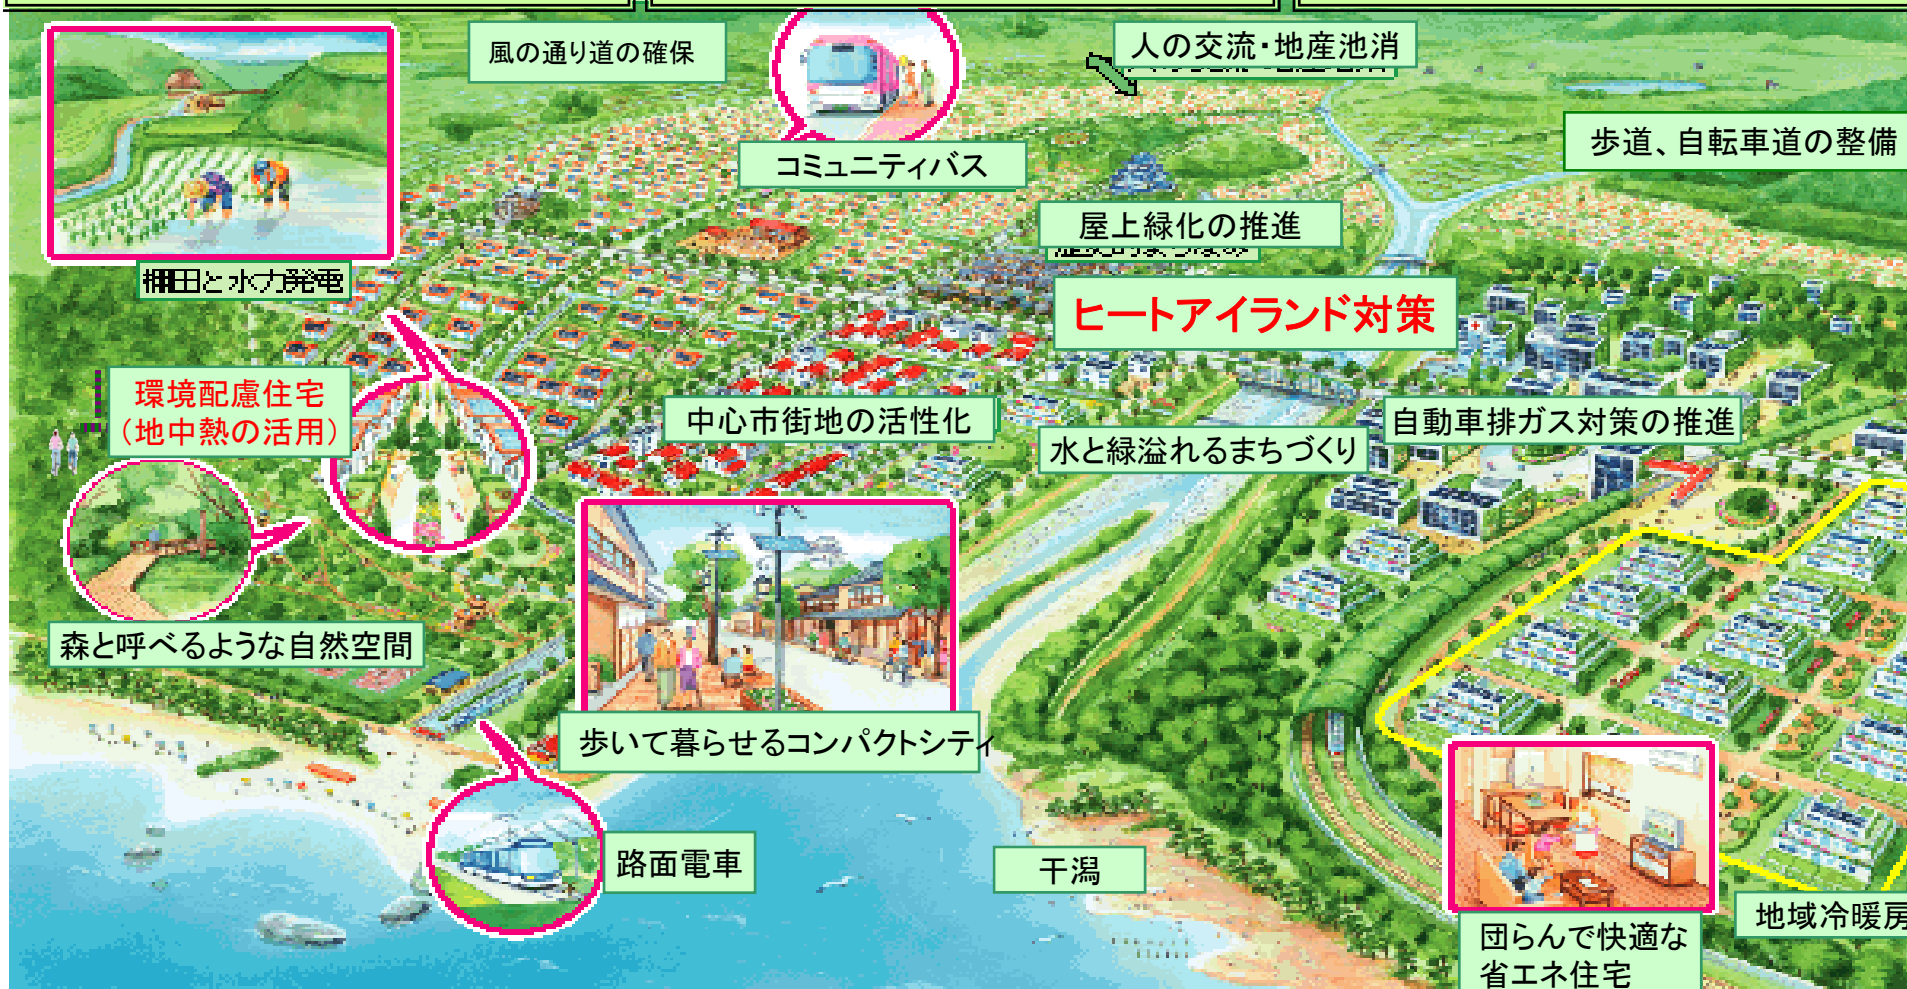 風の通り道の確保
人の交流・地産池消
歩道、自転車道の整備
コミュニティバス
屋上緑化の推進
棚田と水力発電
ヒートアイランド対策
環境配慮住宅
（地中熱の活用）
中心市街地の活性化
自動車排ガス対策の推進
水と緑溢れるまちづくり
森と呼べるような自然空間
歩いて暮らせるコンパクトシティ
路面電車
干潟
地域冷暖房
団らんで快適な
省エネ住宅